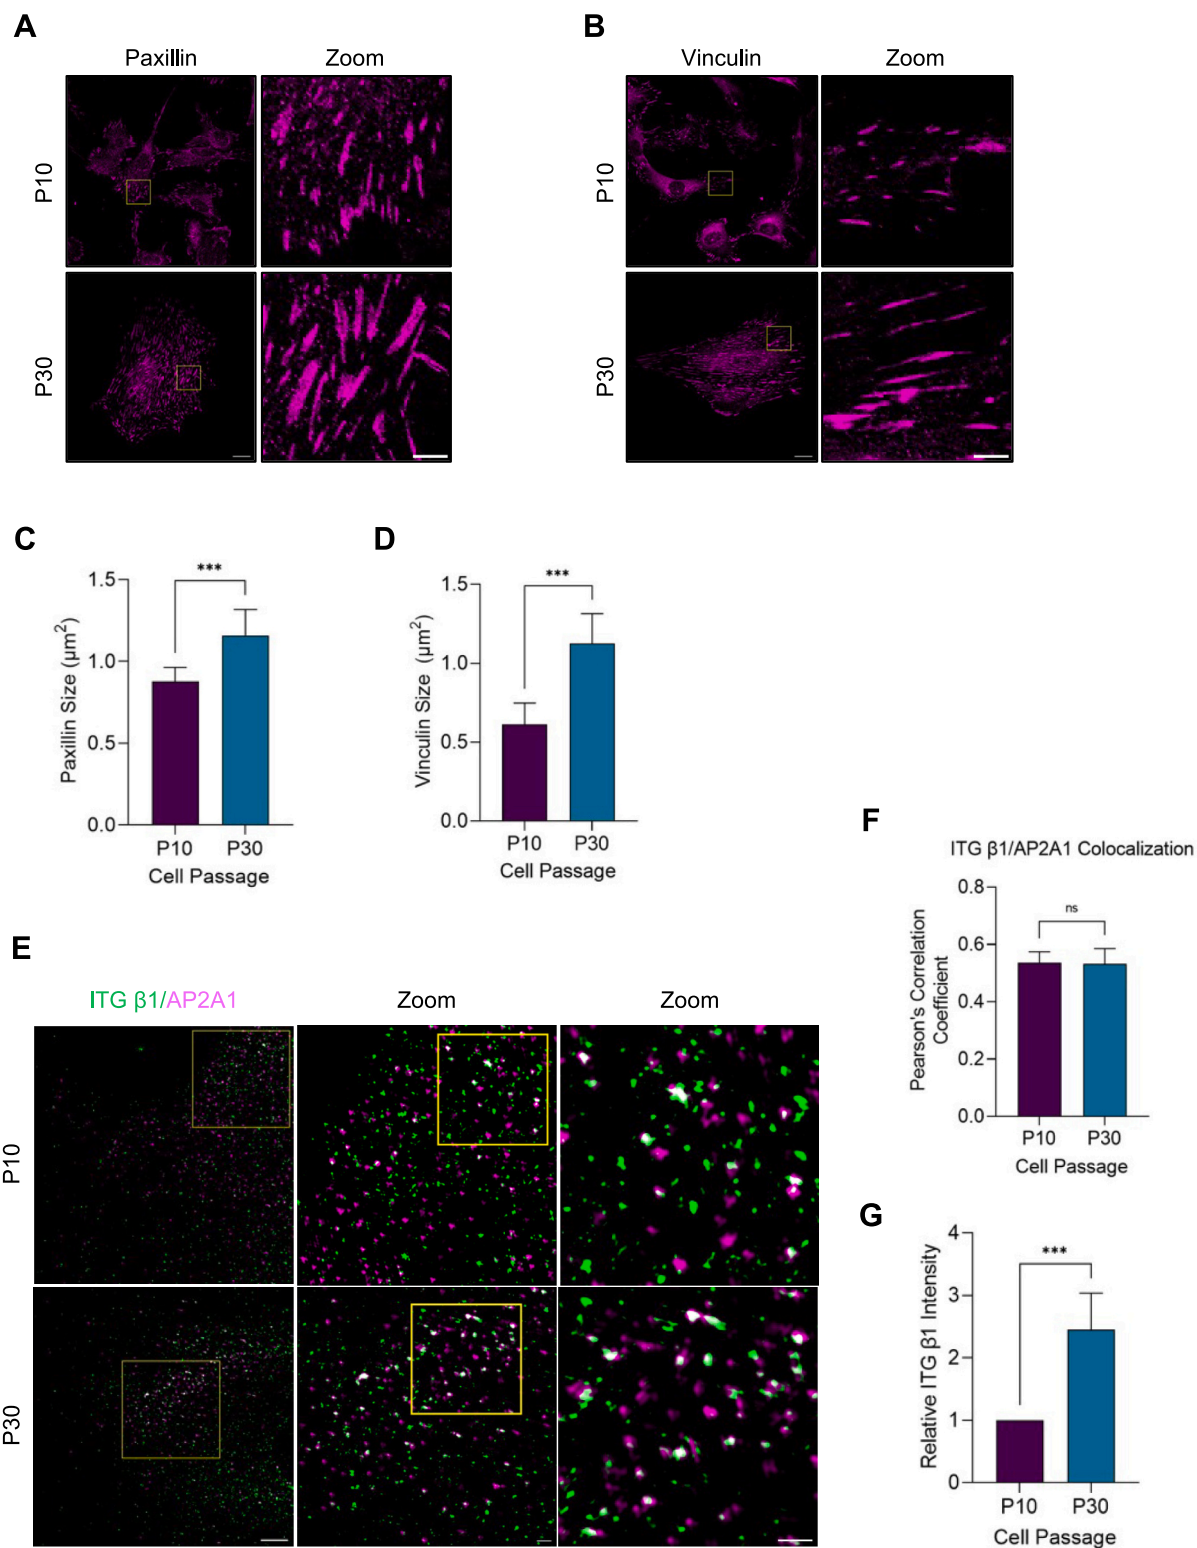 A
Paxillin Zoom
P10
P30
B
Vinculin Zoom
P10
P30
C
***
1.5
1.0
0.5
0.0
Paxillin Size (µm²)
P10 P30
Cell Passage
D
***
1.5
1.0
0.5
0.0
Vinculin Size (µm²)
P10 P30
Cell Passage
E
ITG β1/AP2A1 Zoom Zoom
P10
P30
F
ITG β1/AP2A1 Colocalization
ns
0.8
0.6
0.4
0.2
0.0
Pearson's Correlation
Coefficient
P10 P30
Cell Passage
G
***
4
3
2
1
0
Relative ITG β1 Intensity
P10 P30
Cell Passage